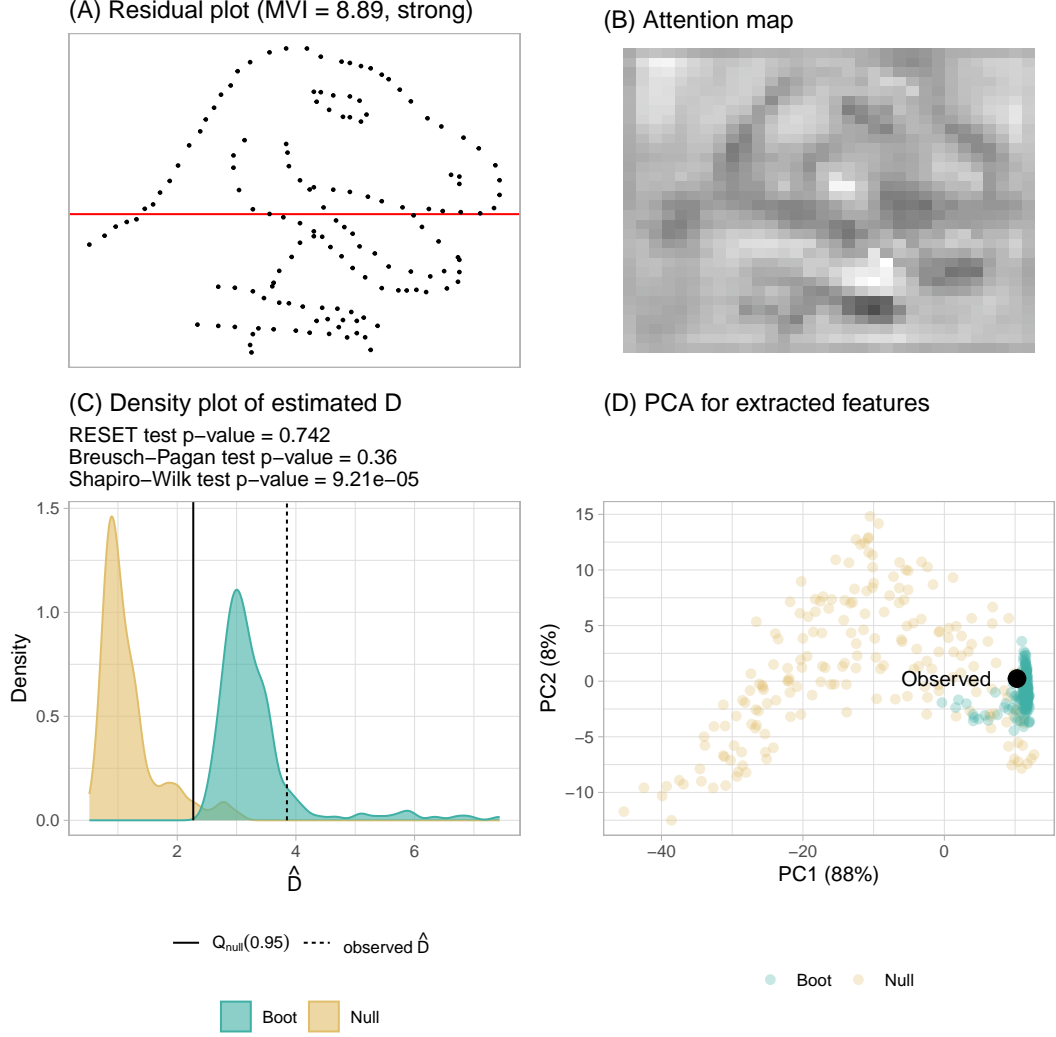 (A) Residual plot (MVI = 8.89, strong)
(B) Attention map
(C) Density plot of estimated D
RESET test p−value = 0.742
Breusch−Pagan test p−value = 0.36
Shapiro−Wilk test p−value = 9.21e−05
1.5
1.0
0.5
0.0
Density
2
4
6
D̂
Qnull(0.95)
observed D̂
Boot
Null
(D) PCA for extracted features
15
10
5
0
−5
−10
PC2 (8%)
Observed
−40
−20
0
PC1 (88%)
Boot
Null